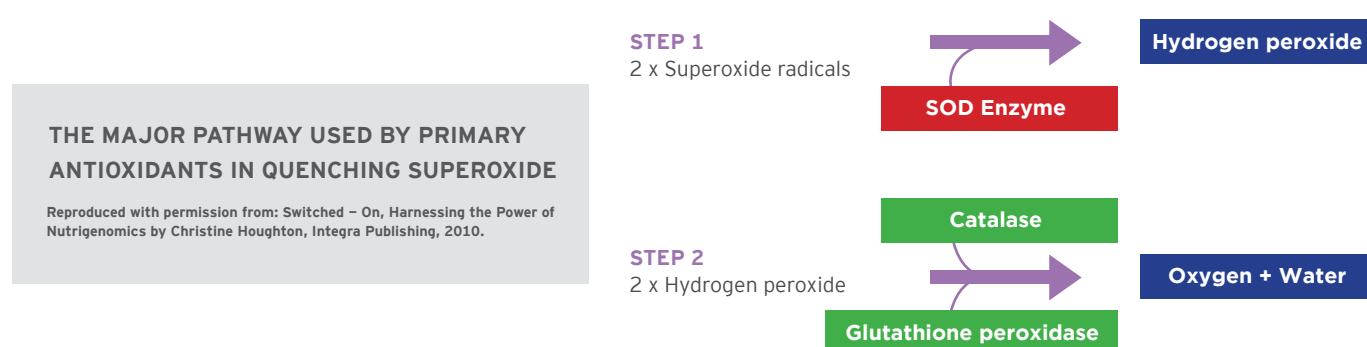 THE MAJOR PATHWAY USED BY PRIMARY
ANTIOXIDANTS IN QUENCHING SUPEROXIDE
Reproduced with permission from: Switched – On, Harnessing the Power of
Nutrigenomics by Christine Houghton, Integra Publishing, 2010.
STEP 1
2 x Superoxide radicals
SOD Enzyme
Hydrogen peroxide
STEP 2
2 x Hydrogen peroxide
Catalase
Glutathione peroxidase
Oxygen + Water